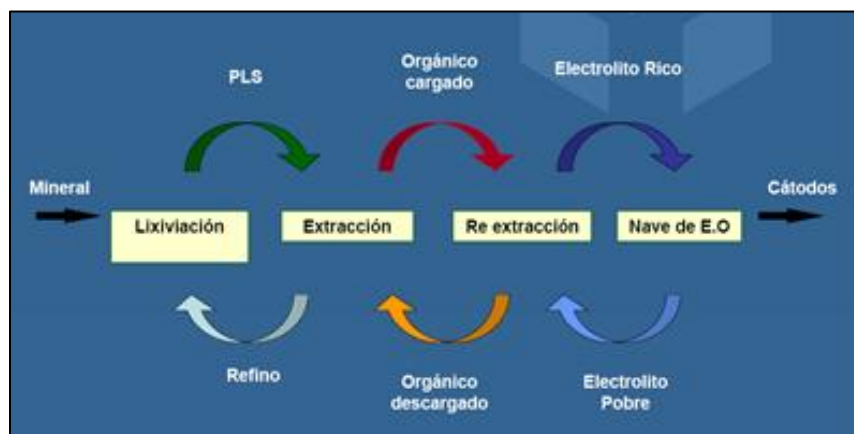 PLS
Orgánico
cargado
Electrolito Rico
Mineral
Cátodos
Lixiviación
Extracción
Re extracción
Nave de E.O
Refino
Orgánico
descargado
Electrolito
Pobre